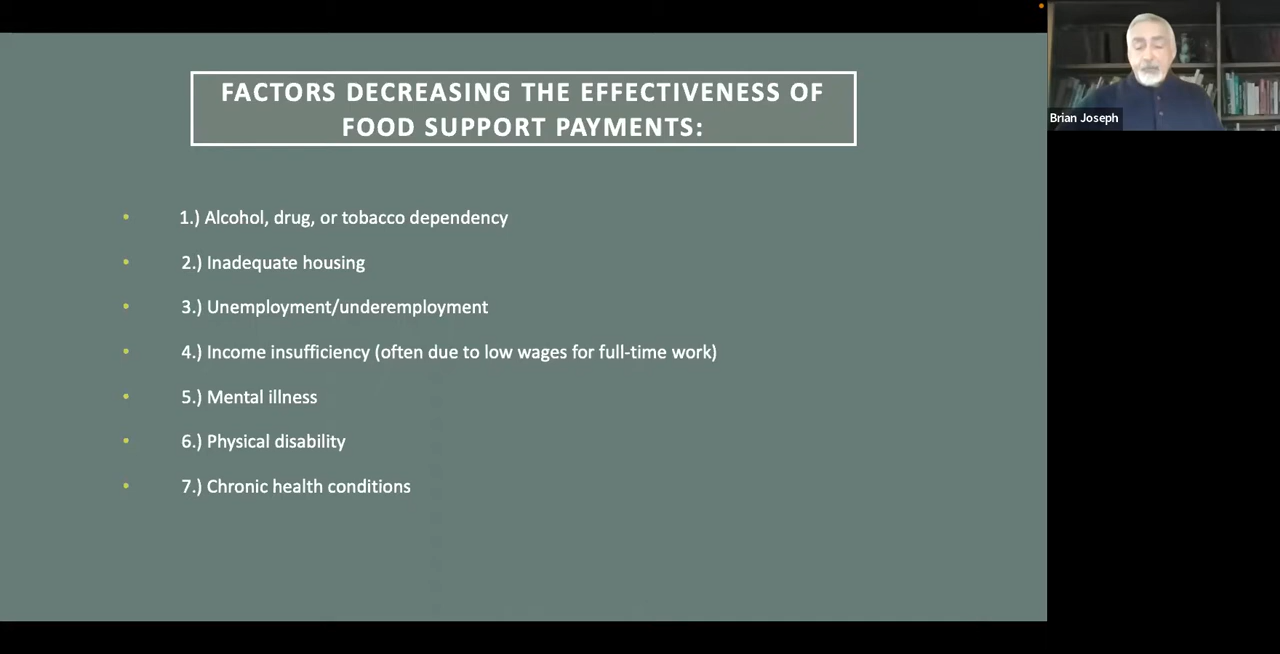 FACTORS DECREASING THE EFFECTIVENESS OF
FOOD SUPPORT PAYMENTS:
• 1.) Alcohol, drug, or tobacco dependency
• 2.) Inadequate housing
• 3.) Unemployment/underemployment
• 4.) Income insufficiency (often due to low wages for full-time work)
• 5.) Mental illness
• 6.) Physical disability
• 7.) Chronic health conditions
Brian Joseph